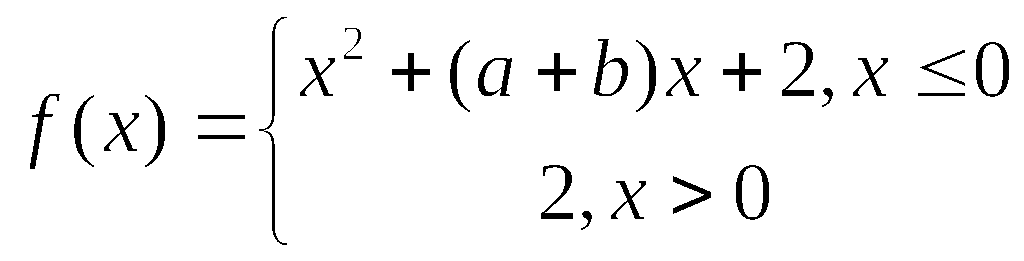 f(x) = { x² + (a + b)x + 2, x ≤ 0
2, x > 0